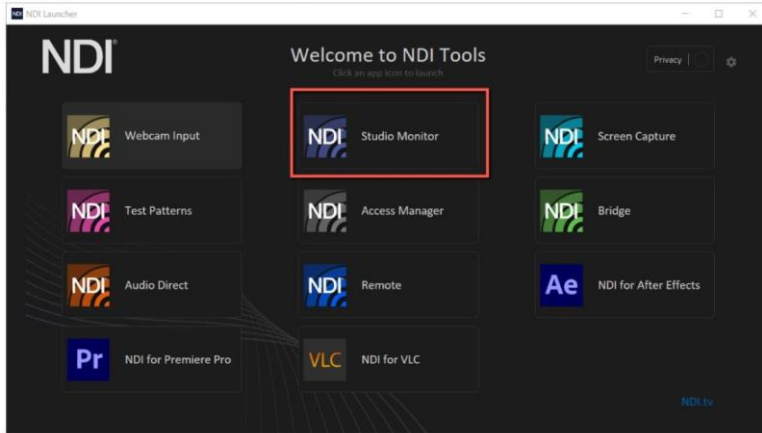 NDI NDI Launcher
NDI
Welcome to NDI Tools
Click an app icon to launch
Privacy |
NDI Webcam Input
NDI Studio Monitor
NDI Screen Capture
NDI Test Patterns
NDI Access Manager
NDI Bridge
NDI Audio Direct
NDI Remote
Ae NDI for After Effects
Pr NDI for Premiere Pro
VLC NDI for VLC
NDI.tv